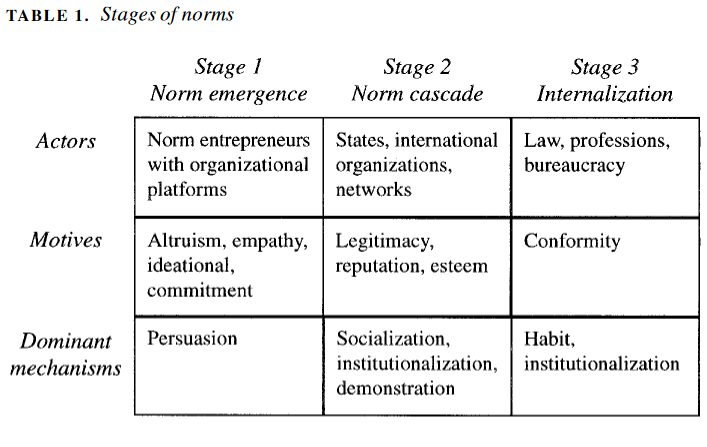 TABLE 1. Stages of norms
Stage 1 Stage 2 Stage 3
Norm emergence Norm cascade Internalization
Actors
Norm entrepreneurs
with organizational
platforms
States, international
organizations,
networks
Law, professions,
bureaucracy
Motives
Altruism, empathy,
ideational,
commitment
Legitimacy,
reputation, esteem
Conformity
Dominant
mechanisms
Persuasion
Socialization,
institutionalization,
demonstration
Habit,
institutionalization